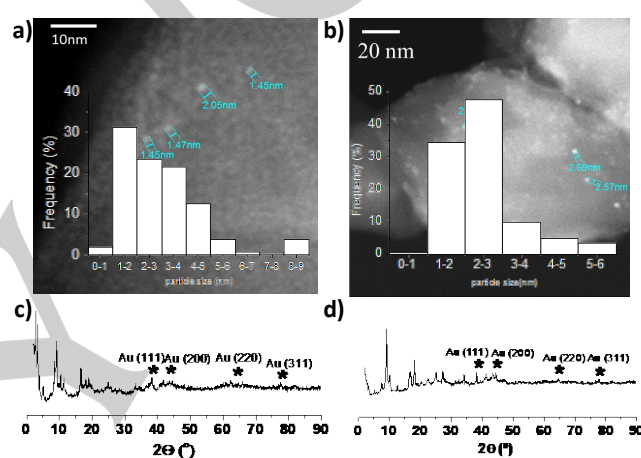 a)
10nm
1.45nm
2.05nm
1.47nm
1.45nm
40
30
20
10
0
Frequency (%)
0-1 1-2 2-3 3-4 4-5 5-6 6-7 7-8 8-9
particle size (nm)
b)
20 nm
2.69nm
2.57nm
50
40
30
20
10
0
Frequency (%)
0-1 1-2 2-3 3-4 4-5 5-6
particle size(nm)
c)
Au (111) Au (200) Au (220) Au (311)
0 10 20 30 40 50 60 70 80 90
2Θ (°)
d)
Au (111) Au (200) Au (220) Au (311)
0 10 20 30 40 50 60 70 80 90
2Θ (°)